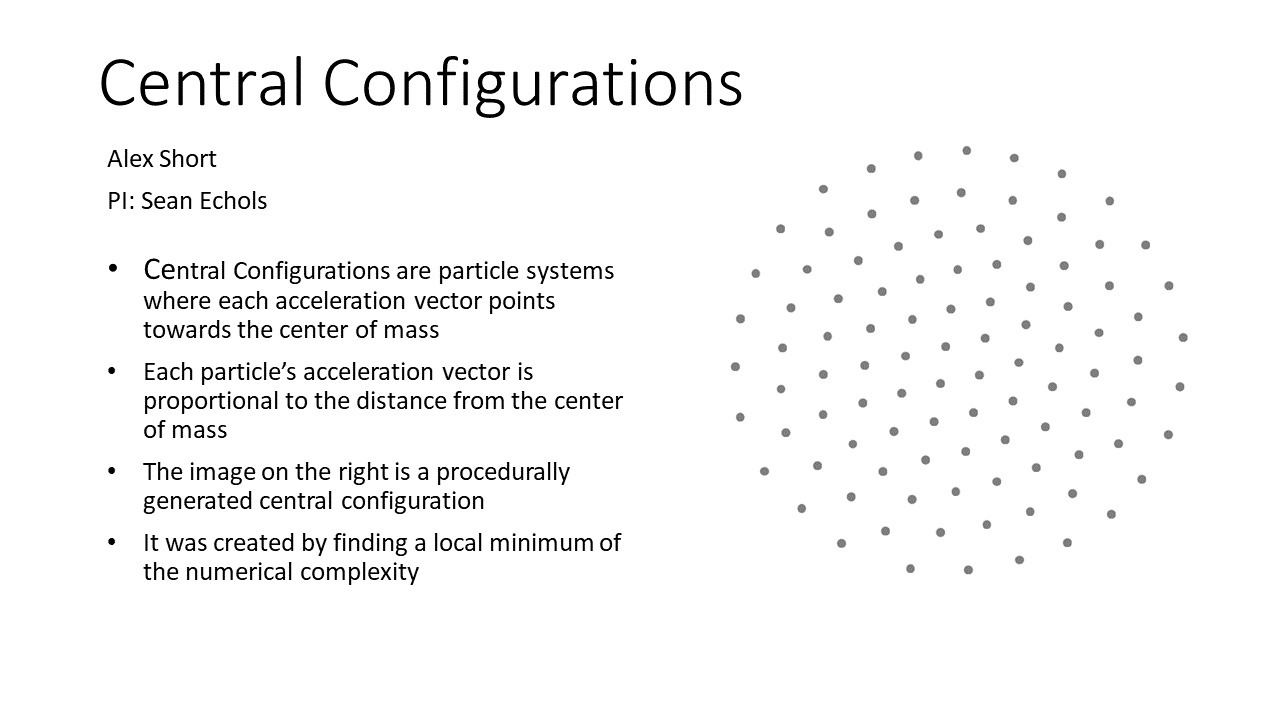 Central Configurations
Alex Short
PI: Sean Echols
• Central Configurations are particle systems
where each acceleration vector points
towards the center of mass
• Each particle’s acceleration vector is
proportional to the distance from the center
of mass
• The image on the right is a procedurally
generated central configuration
• It was created by finding a local minimum of
the numerical complexity